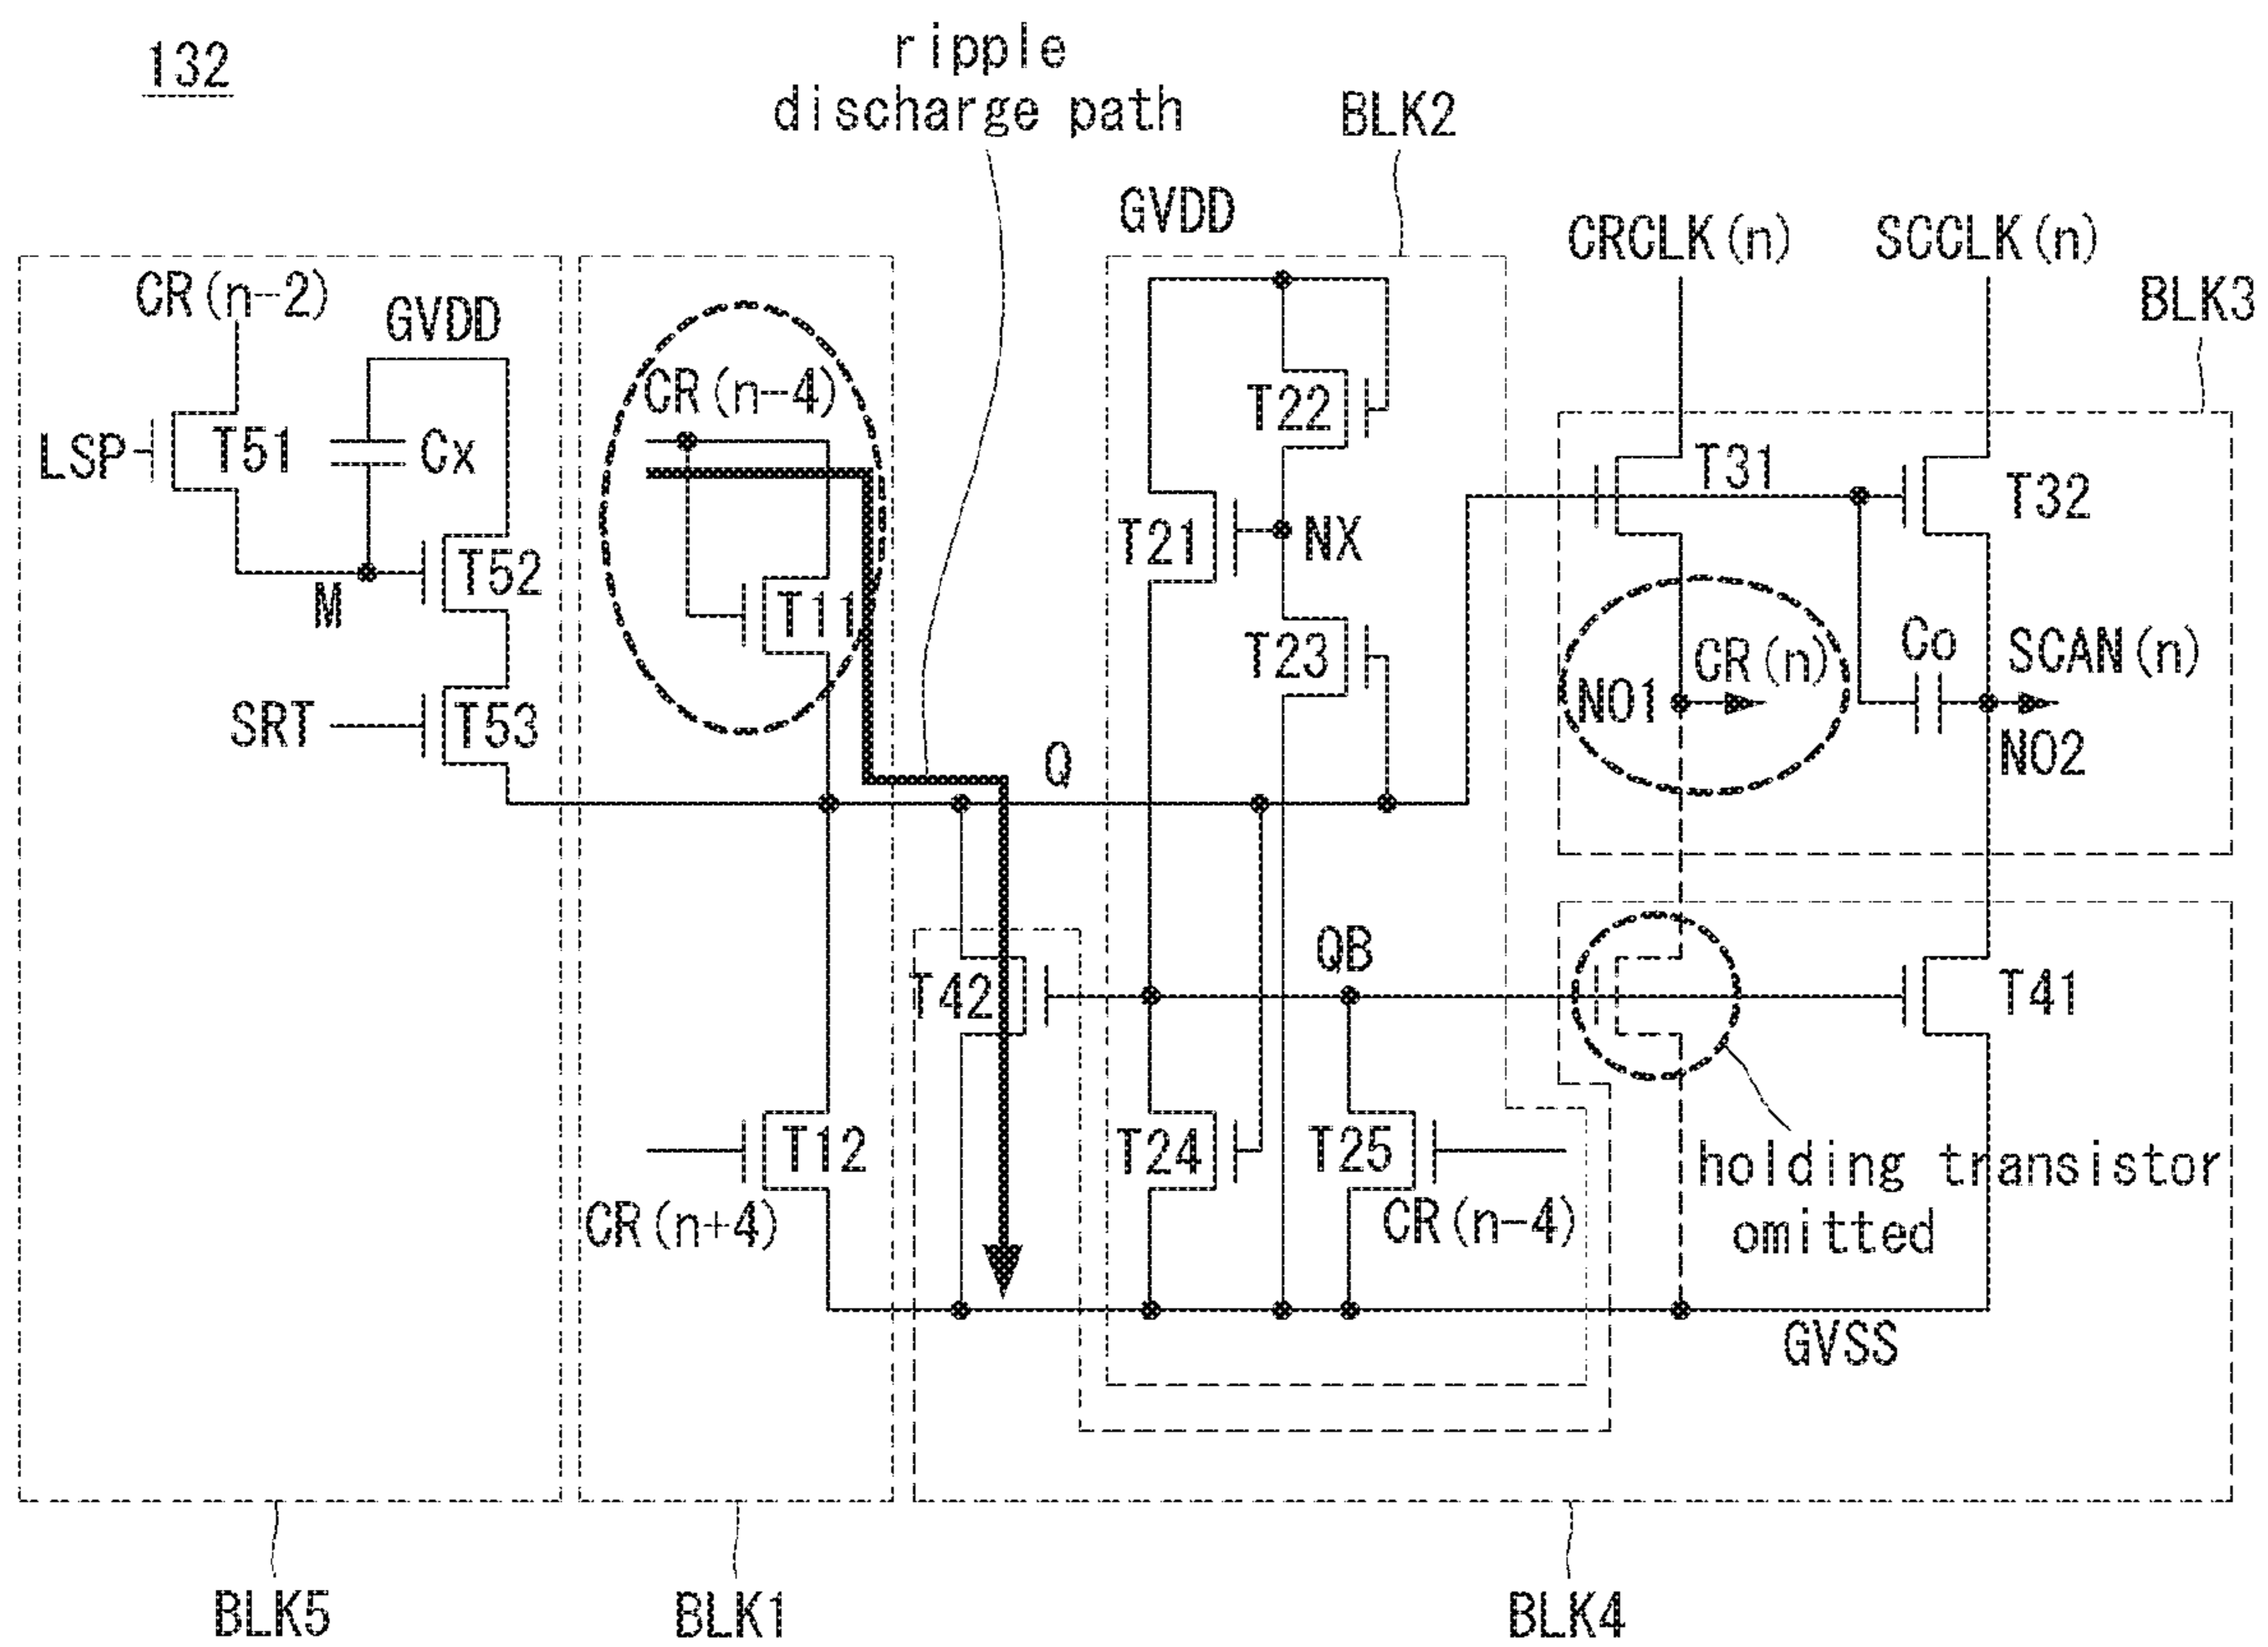 132
ripple
discharge path
BLK2
GVDD
CRCLK(n)
SCCLK(n)
BLK3
CR(n-2)
GVDD
CR(n-4)
T22
LSP
T51
Cx
T31
T32
T21
NX
T52
M
T11
T23
CR(n)
Co
SCAN(n)
NO1
SRT
T53
Q
NO2
QB
T42
T41
T12
T24
T25
holding transistor
omitted
CR(n+4)
CR(n-4)
GVSS
BLK5
BLK1
BLK4